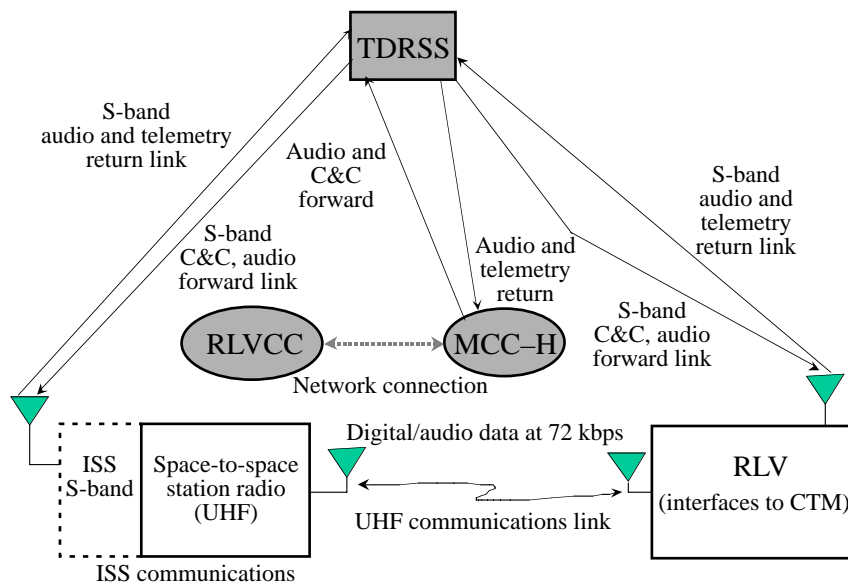 TDRSS
S-band
audio and telemetry
return link
Audio and
C&C
forward
S-band
C&C, audio
forward link
Audio and
telemetry
return
S-band
audio and
telemetry
return link
S-band
C&C, audio
forward link
RLVCC
MCC–H
Network connection
ISS
S-band
Space-to-space
station radio
(UHF)
ISS communications
Digital/audio data at 72 kbps
UHF communications link
RLV
(interfaces to CTM)